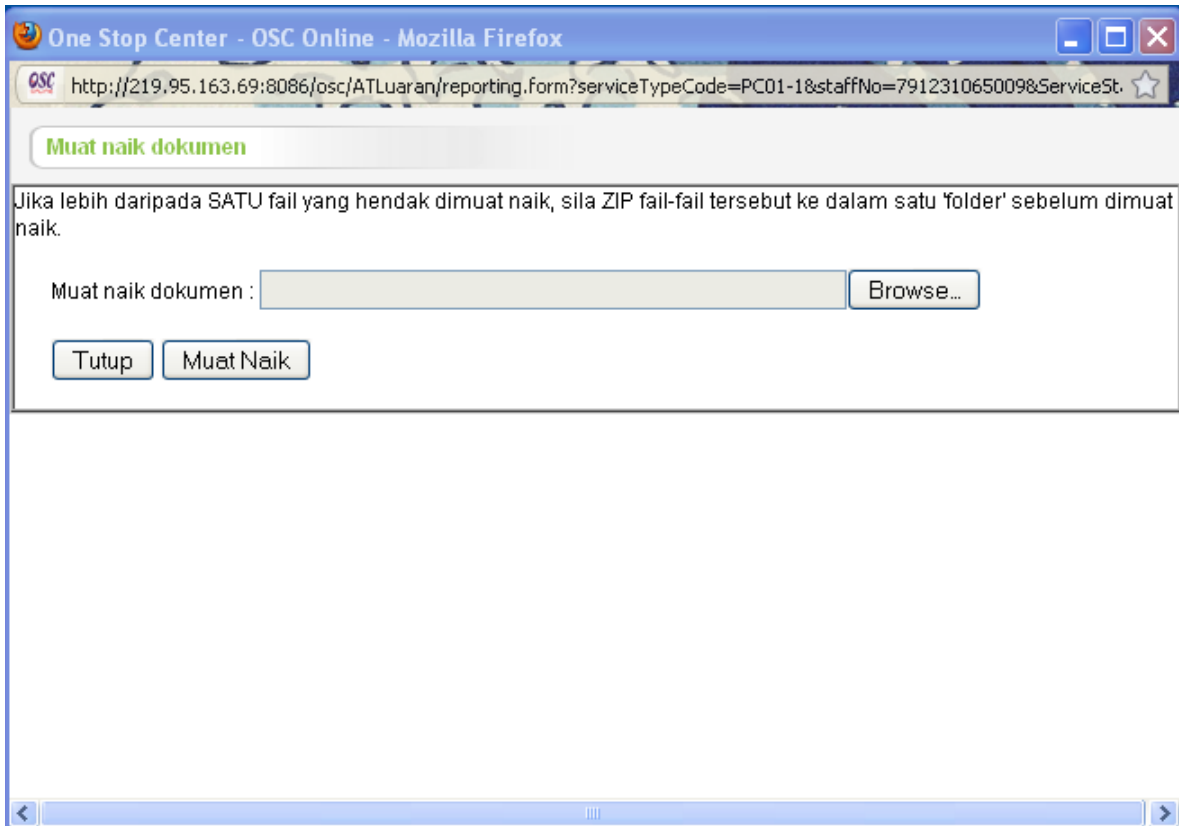 One Stop Center - OSC Online - Mozilla Firefox
OSC http://219.95.163.69:8086/osc/ATLuaran/reporting.form?serviceTypeCode=PC01-1&staffNo=791231065009&ServiceSt.
Muat naik dokumen
Jika lebih daripada SATU fail yang hendak dimuat naik, sila ZIP fail-fail tersebut ke dalam satu 'folder' sebelum dimuat
naik.
Muat naik dokumen : Browse...
Tutup Muat Naik